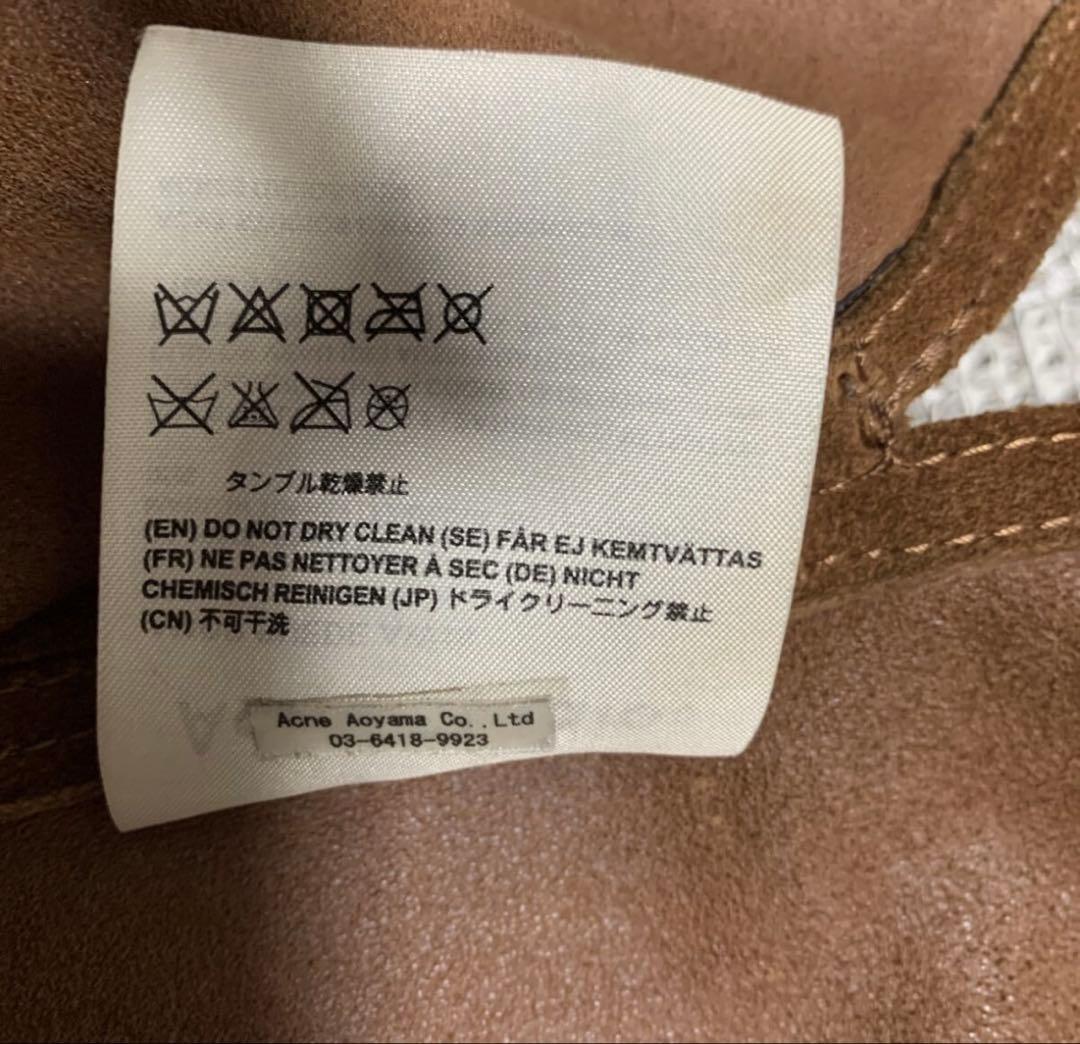 タンブル乾燥禁止
(EN) DO NOT DRY CLEAN (SE) FÅR EJ KEMTVÄTTAS
(FR) NE PAS NETTOYER À SEC (DE) NICHT
CHEMISCH REINIGEN (JP) ドライクリーニング禁止
(CN) 不可干洗
Acne Aoyama Co.,Ltd
03-6418-9923